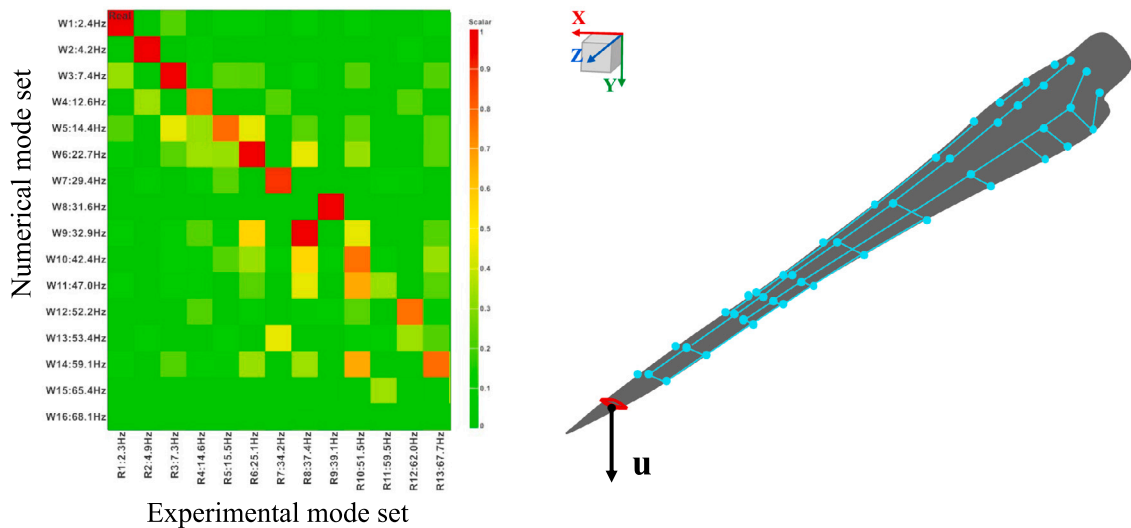 Real
Scalar
W1:2.4Hz
W2:4.2Hz
W3:7.4Hz
W4:12.6Hz
W5:14.4Hz
W6:22.7Hz
W7:29.4Hz
W8:31.6Hz
W9:32.9Hz
W10:42.4Hz
W11:47.0Hz
W12:52.2Hz
W13:53.4Hz
W14:59.1Hz
W15:65.4Hz
W16:68.1Hz
Numerical mode set
1
0.9
0.8
0.7
0.6
0.5
0.4
0.3
0.2
0.1
0
R1:2.3Hz
R2:4.9Hz
R3:7.3Hz
R4:14.6Hz
R5:15.5Hz
R6:25.1Hz
R7:34.2Hz
R8:37.4Hz
R9:39.1Hz
R10:51.5Hz
R11:59.5Hz
R12:62.0Hz
R13:67.7Hz
Experimental mode set
X
Z
Y
u